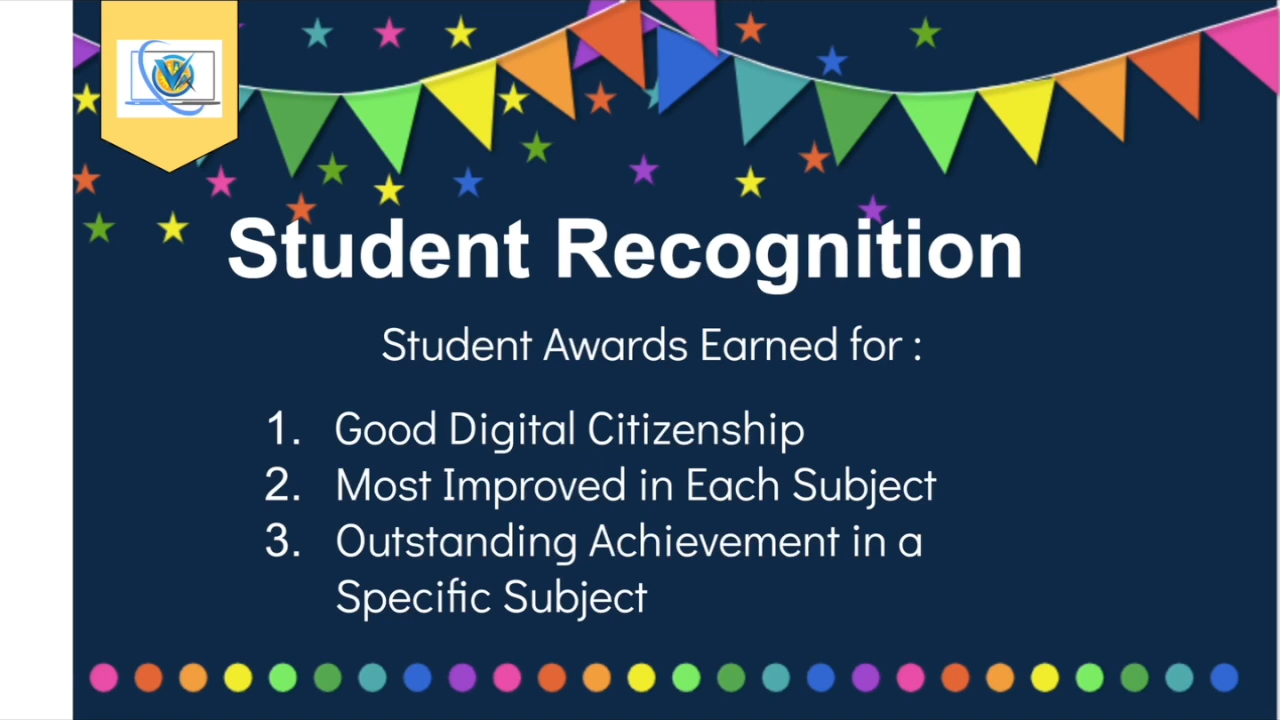 Student Recognition
Student Awards Earned for :
1. Good Digital Citizenship
2. Most Improved in Each Subject
3. Outstanding Achievement in a
Specific Subject